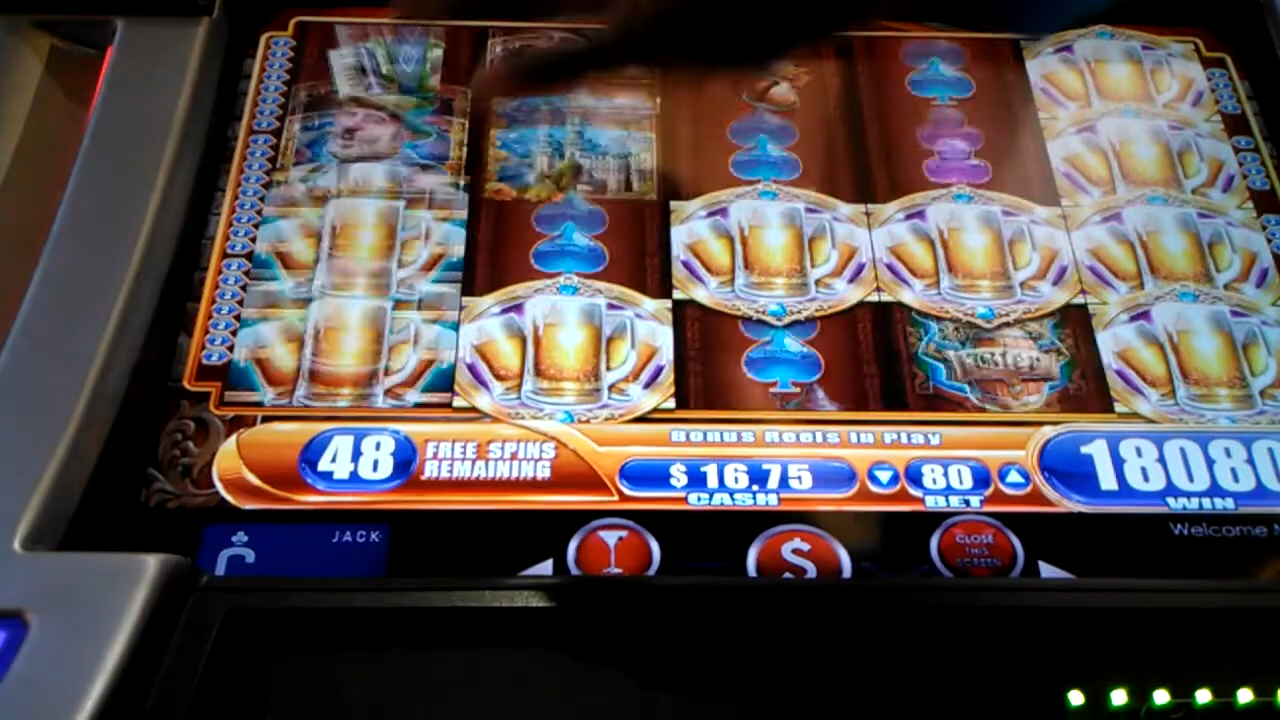 48
FREE SPINS
REMAINING
Bonus Reels In Play
$ 16.75
CASH
80
BET
18080
WIN
JACK
$
CLOSE
THIS
SCREEN
Welcome